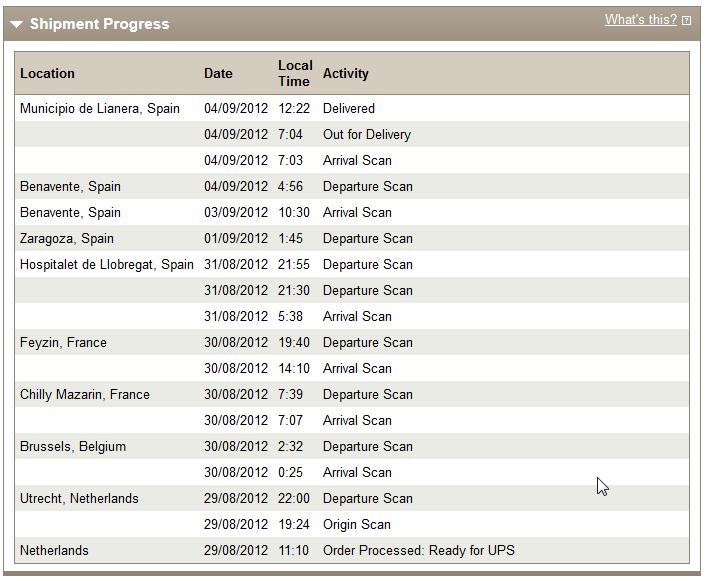 Shipment Progress What's this? ?
Location Date Local Time Activity
Municipio de Llanera, Spain 04/09/2012 12:22 Delivered
04/09/2012 7:04 Out for Delivery
04/09/2012 7:03 Arrival Scan
Benavente, Spain 04/09/2012 4:56 Departure Scan
Benavente, Spain 03/09/2012 10:30 Arrival Scan
Zaragoza, Spain 01/09/2012 1:45 Departure Scan
Hospitalet de Llobregat, Spain 31/08/2012 21:55 Departure Scan
31/08/2012 21:30 Departure Scan
31/08/2012 5:38 Arrival Scan
Feyzin, France 30/08/2012 19:40 Departure Scan
30/08/2012 14:10 Arrival Scan
Chilly Mazarin, France 30/08/2012 7:39 Departure Scan
30/08/2012 7:07 Arrival Scan
Brussels, Belgium 30/08/2012 2:32 Departure Scan
30/08/2012 0:25 Arrival Scan
Utrecht, Netherlands 29/08/2012 22:00 Departure Scan
29/08/2012 19:24 Origin Scan
Netherlands 29/08/2012 11:10 Order Processed: Ready for UPS